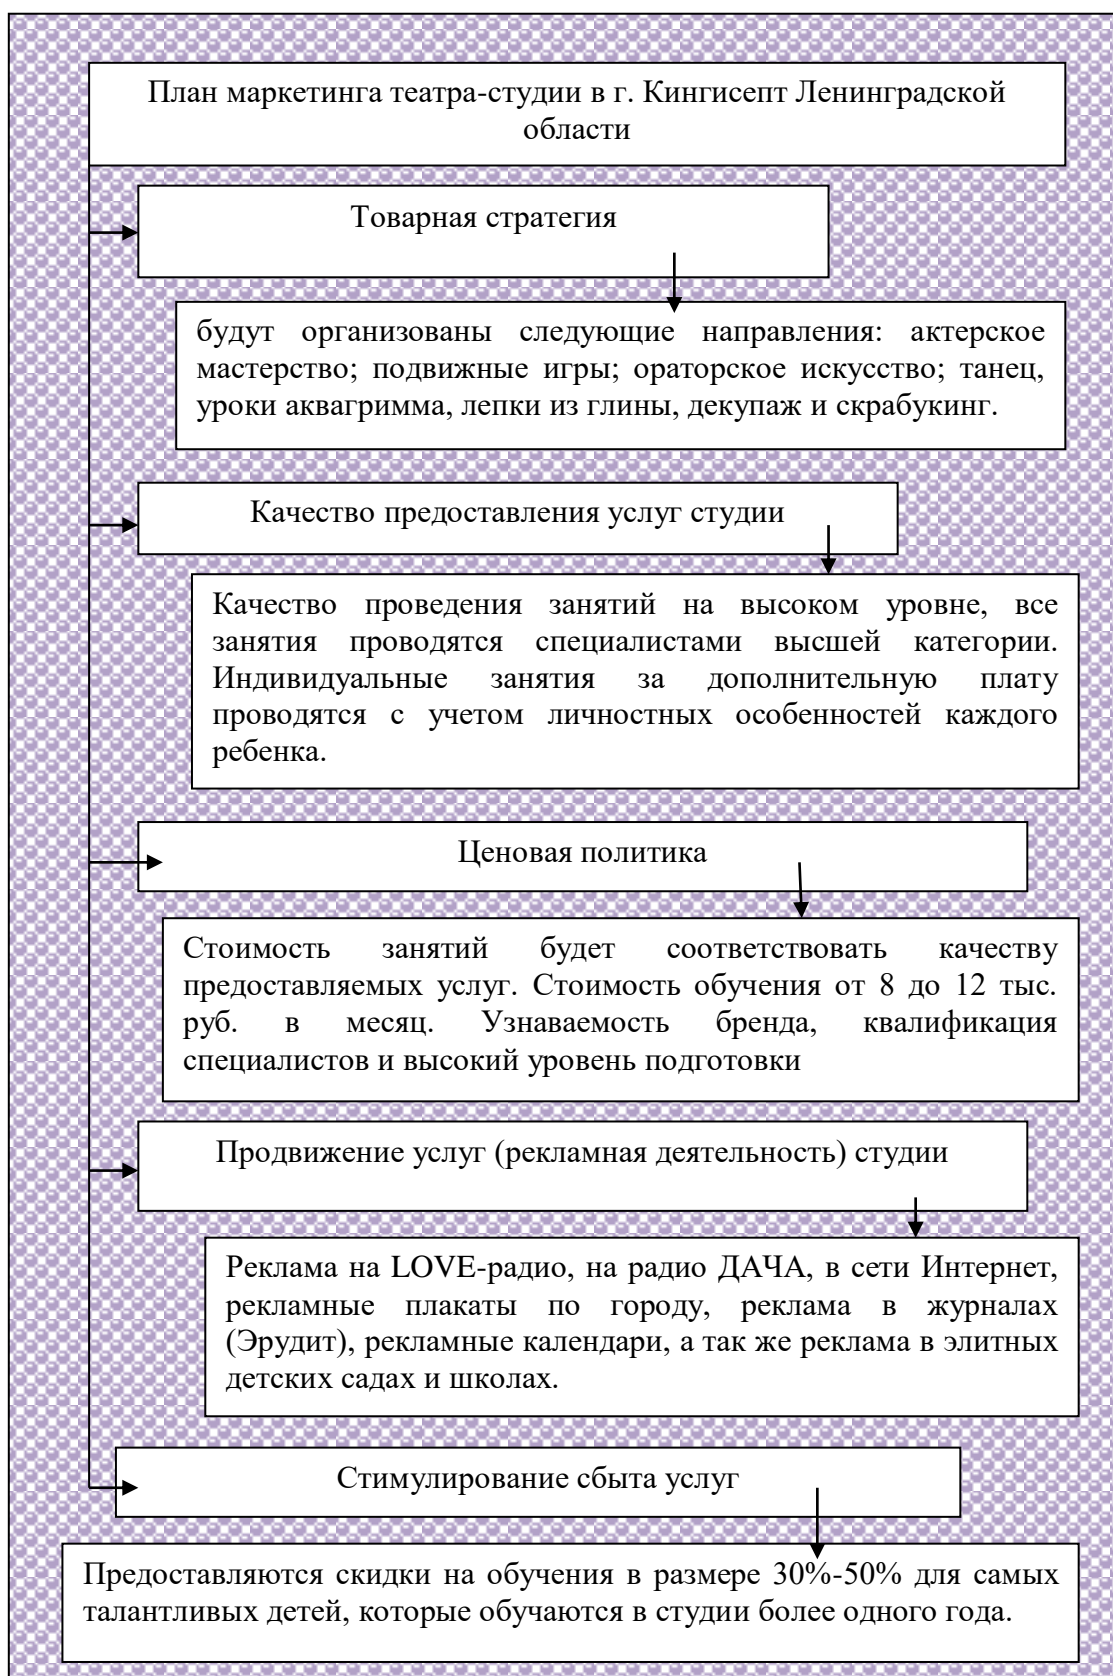 План маркетинга театра-студии в г. Кингисепт Ленинградской
области
Товарная стратегия
будут организованы следующие направления: актерское
мастерство; подвижные игры; ораторское искусство; танец,
уроки аквагримма, лепки из глины, декупаж и скрабукинг.
Качество предоставления услуг студии
Качество проведения занятий на высоком уровне, все
занятия проводятся специалистами высшей категории.
Индивидуальные занятия за дополнительную плату
проводятся с учетом личностных особенностей каждого
ребенка.
Ценовая политика
Стоимость занятий будет соответствовать качеству
предоставляемых услуг. Стоимость обучения от 8 до 12 тыс.
руб. в месяц. Узнаваемость бренда, квалификация
специалистов и высокий уровень подготовки
Продвижение услуг (рекламная деятельность) студии
Реклама на LOVE-радио, на радио ДАЧА, в сети Интернет,
рекламные плакаты по городу, реклама в журналах
(Эрудит), рекламные календари, а так же реклама в элитных
детских садах и школах.
Стимулирование сбыта услуг
Предоставляются скидки на обучения в размере 30%-50% для самых
талантливых детей, которые обучаются в студии более одного года.